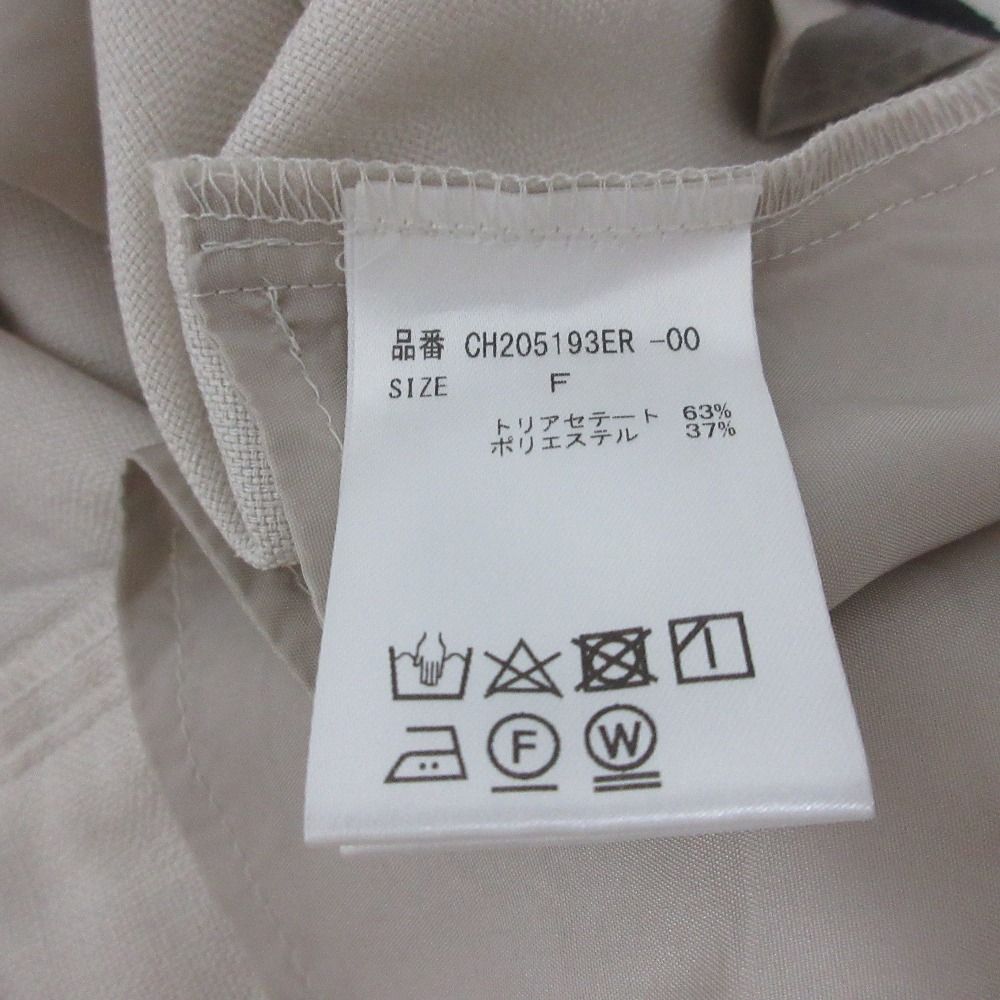 品番 CH205193ER -00
SIZE F
トリアセテート 63%
ポリエステル 37%
F W